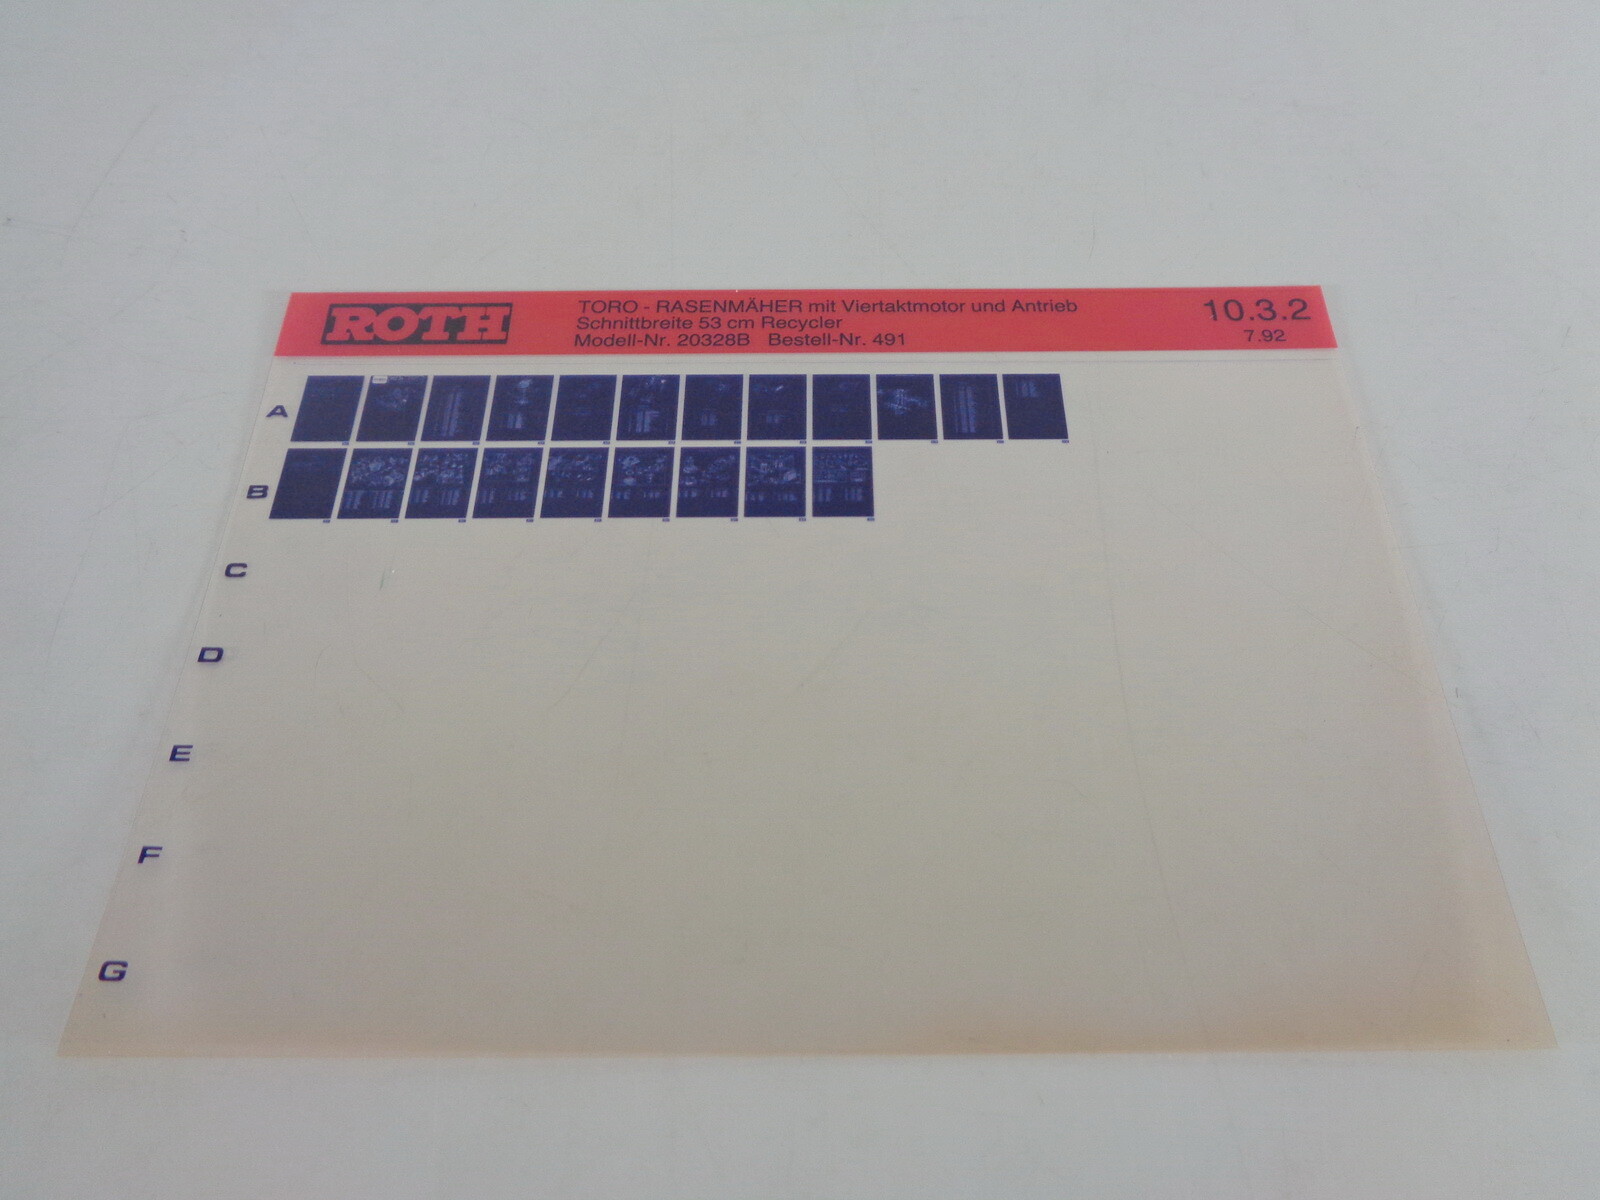 ROTH
TORO - RASENMÄHER mit Viertaktmotor und Antrieb
Schnittbreite 53 cm Recycler
Modell-Nr. 20328B Bestell-Nr. 491
10.3.2
7.92
A
B
C
D
E
F
G